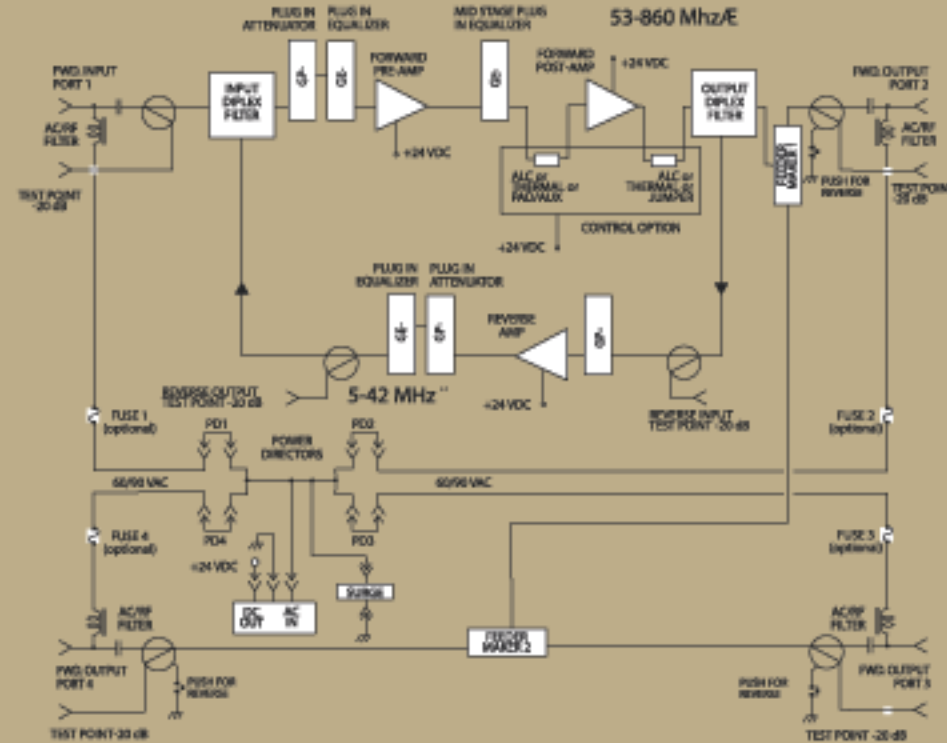 53-860 Mhz/Æ
PLUG IN
ATTENUATOR
PLUG IN
EQUALIZER
MID STAGE PLUG
IN EQUALIZER
FORWARD
PRE-AMP
FORWARD
POST-AMP
+24 VDC
FWD. INPUT
PORT 1
INPUT
DIPLEX
FILTER
OUTPUT
DIPLEX
FILTER
FWD. OUTPUT
PORT 2
AC/RF
FILTER
AC/RF
FILTER
+24 VDC
FEEDER
MAKER 1
ALC or
THERMAL or
PAD/AUX
ALC or
THERMAL or
JUMPER
PUSH FOR
REVERSE
TEST POINT
-20 dB
TEST POIN
-20 dB
CONTROL OPTION
+24 VDC
PLUG IN
EQUALIZER
PLUG IN
ATTENUATOR
REVERSE
AMP
REVERSE OUTPUT
TEST POINT -20 dB
5-42 MHz
+24 VDC
REVERSE INPUT
TEST POINT -20 dB
FUSE 1
(optional)
FUSE 2
(optional)
PD1
PD2
POWER
DIRECTORS
60/90 VAC
60/90 VAC
PD4
PD3
FUSE 4
(optional)
FUSE 3
(optional)
+24 VDC
SURGE
DC
OUT
AC
IN
AC/RF
FILTER
AC/RF
FILTER
FEEDER
MAKER 2
FWD. OUTPUT
PORT 4
PUSH FOR
REVERSE
PUSH FOR
REVERSE
FWD. OUTPUT
PORT 3
TEST POINT-20 dB
TEST POINT -20 dB